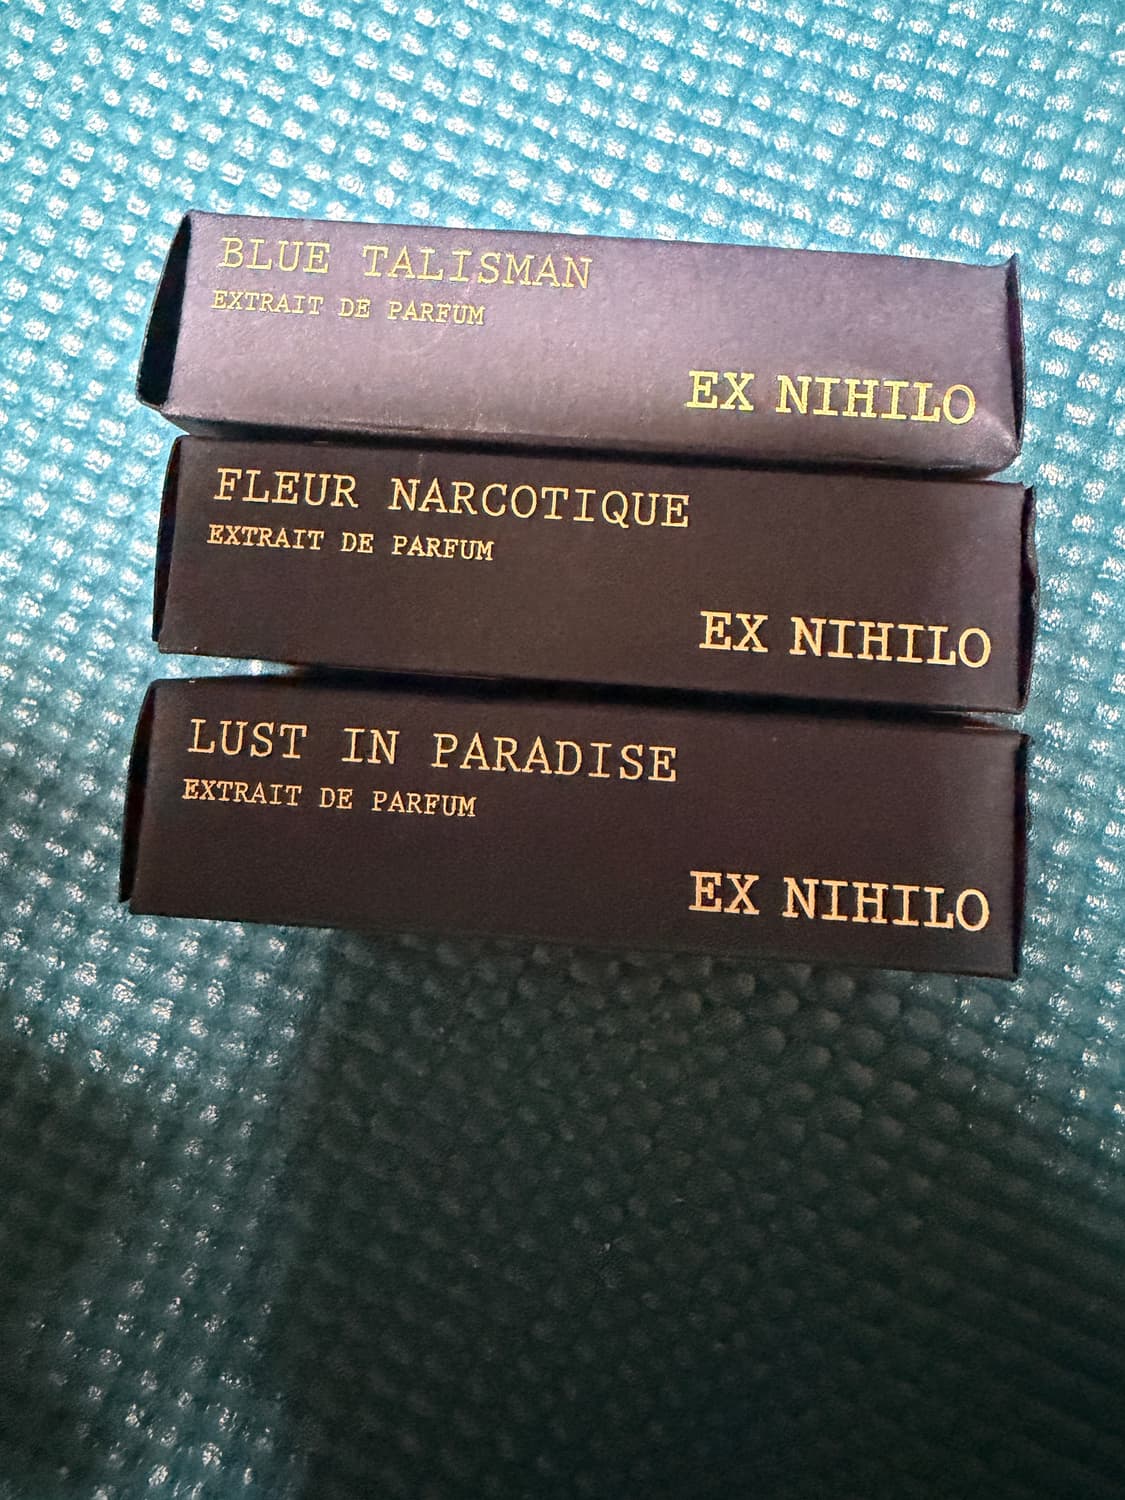 BLUE TALISMAN
EXTRAIT DE PARFUM
EX NIHILO
FLEUR NARCOTIQUE
EXTRAIT DE PARFUM
EX NIHILO
LUST IN PARADISE
EXTRAIT DE PARFUM
EX NIHILO